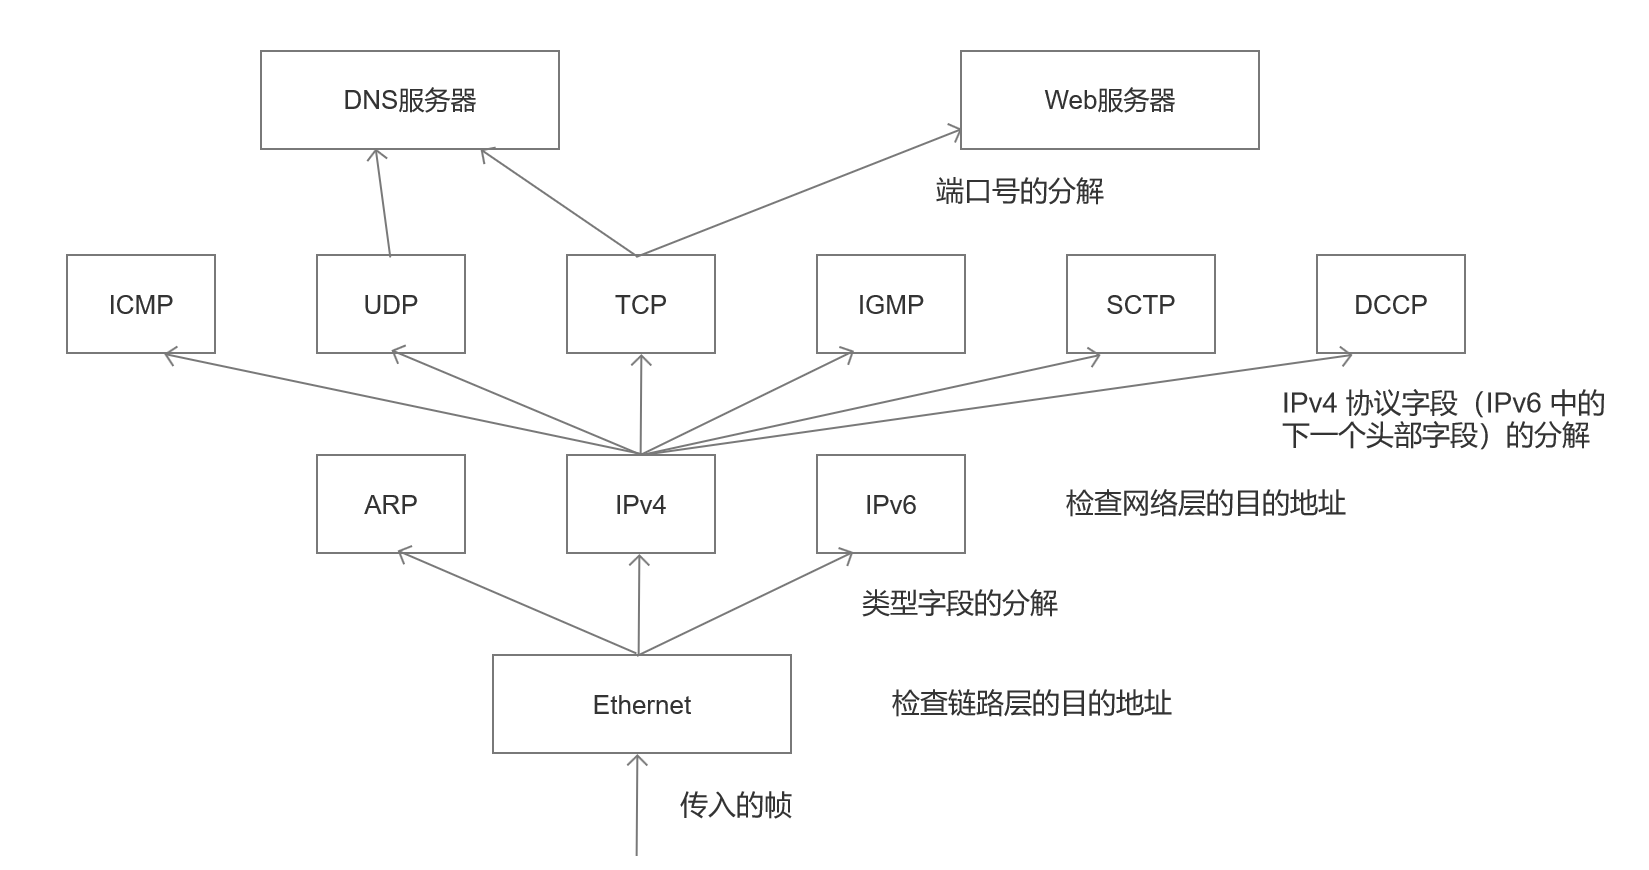 DNS服务器
Web服务器
端口号的分解
ICMP
UDP
TCP
IGMP
SCTP
DCCP
IPv4 协议字段（IPv6 中的
下一个头部字段）的分解
ARP
IPv4
IPv6
检查网络层的目的地址
类型字段的分解
Ethernet
检查链路层的目的地址
传入的帧